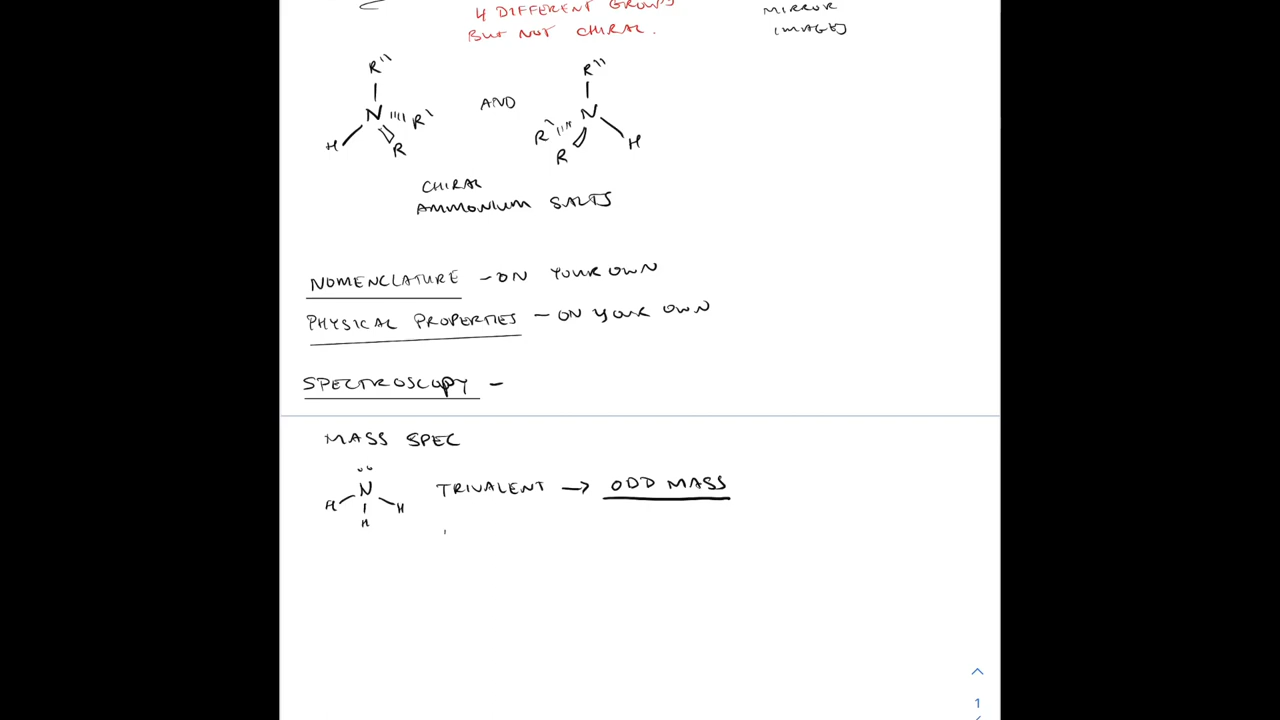 4 DIFFERENT GROUPS
BUT NOT CHIRAL.
MIRROR
IMAGES
R''
N
R'
H
R
AND
R''
N
R'
R
H
CHIRAL
AMMONIUM SALTS
NOMENCLATURE - ON YOUR OWN
PHYSICAL PROPERTIES - ON YOUR OWN
SPECTROSCOPY -
MASS SPEC
N
H
H
H
TRIVALENT → ODD MASS
1